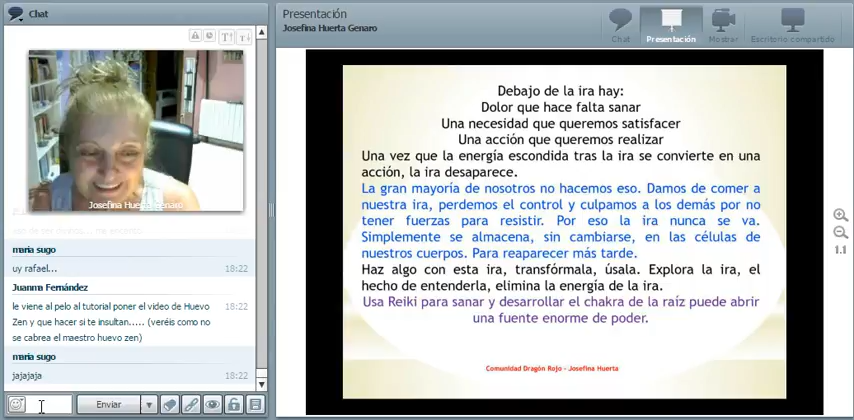 Chat
T↑
T↓
Josefina Huerta Genaro
maria sugo
uy rafael...
18:22
Juanma Fernández
le viene al pelo al tutorial poner el video de Huevo
18:22
Zen y que hacer si te insultan..... (veréis como no
se cabrea el maestro huevo zen)
maria sugo
jajajaja
18:22
Enviar
Presentación
Josefina Huerta Genaro
Chat
Presentación
Mostrar
Escritorio compartido
Debajo de la ira hay:
Dolor que hace falta sanar
Una necesidad que queremos satisfacer
Una acción que queremos realizar
Una vez que la energía escondida tras la ira se convierte en una
acción, la ira desaparece.
La gran mayoría de nosotros no hacemos eso. Damos de comer a
nuestra ira, perdemos el control y culpamos a los demás por no
tener fuerzas para resistir. Por eso la ira nunca se va.
Simplemente se almacena, sin cambiarse, en las células de
nuestros cuerpos. Para reaparecer más tarde.
Haz algo con esta ira, transfórmala, úsala. Explora la ira, el
hecho de entenderla, elimina la energía de la ira.
Usa Reiki para sanar y desarrollar el chakra de la raíz puede abrir
una fuente enorme de poder.
Comunidad Dragón Rojo - Josefina Huerta
1.1